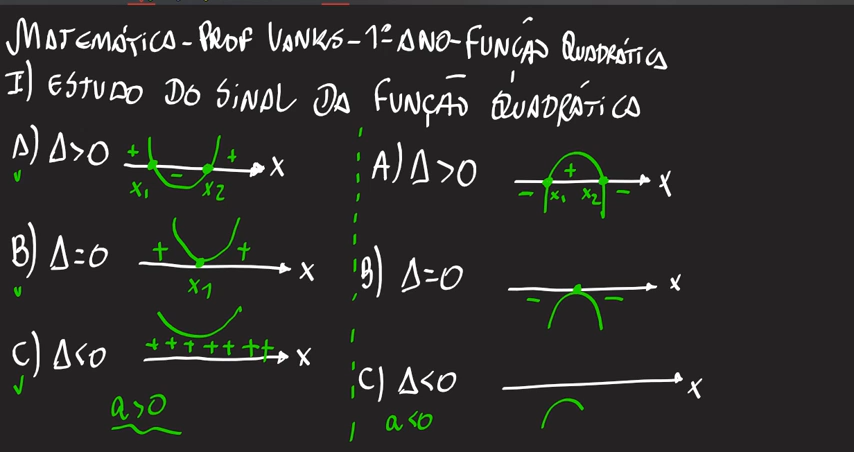 MATEMÁTICA - PROF VANKS - 1º ANO - FUNÇÃO QUADRÁTICA
I) ESTUDO DO SINAL DA FUNÇÃO QUADRÁTICA
A) Δ>0 + - + X
x1 x2
B) Δ=0 + + X
x1
C) Δ<0 + + + + + + + X
a>0
A) Δ>0 - + - X
x1 x2
B) Δ=0 - - X
C) Δ<0 X
a<0